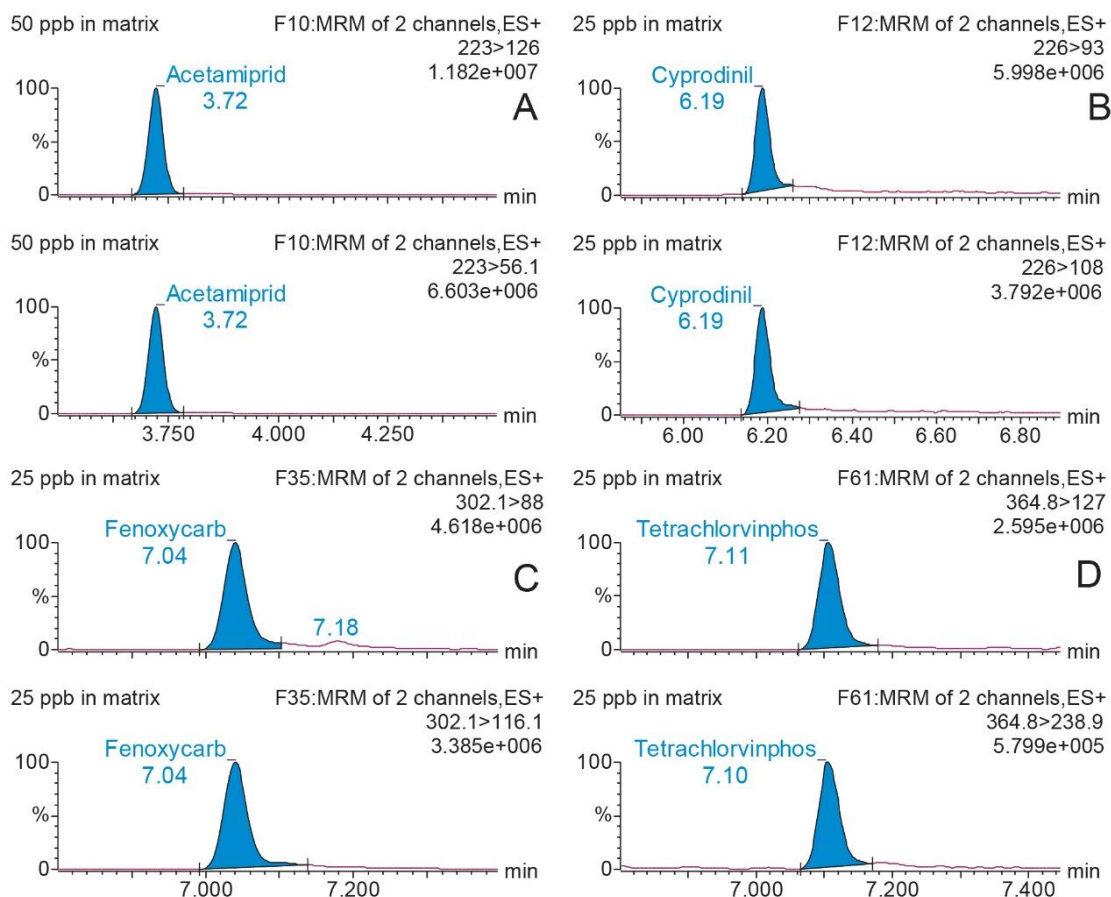 50 ppb in matrix F10:MRM of 2 channels,ES+
223>126
1.182e+007
Acetamiprid
3.72
100
%
0
min
A
25 ppb in matrix F12:MRM of 2 channels,ES+
226>93
5.998e+006
Cyprodinil
6.19
100
%
0
min
B
50 ppb in matrix F10:MRM of 2 channels,ES+
223>56.1
6.603e+006
Acetamiprid
3.72
100
%
0
min
3.750 4.000 4.250
25 ppb in matrix F12:MRM of 2 channels,ES+
226>108
3.792e+006
Cyprodinil
6.19
100
%
0
min
6.00 6.20 6.40 6.60 6.80
25 ppb in matrix F35:MRM of 2 channels,ES+
302.1>88
4.618e+006
Fenoxycarb
7.04
100
%
0
7.18
min
C
25 ppb in matrix F61:MRM of 2 channels,ES+
364.8>127
2.595e+006
Tetrachlorvinphos
7.11
100
%
0
min
D
25 ppb in matrix F35:MRM of 2 channels,ES+
302.1>116.1
3.385e+006
Fenoxycarb
7.04
100
%
0
min
7.000 7.200
25 ppb in matrix F61:MRM of 2 channels,ES+
364.8>238.9
5.799e+005
Tetrachlorvinphos
7.10
100
%
0
min
7.000 7.200 7.400